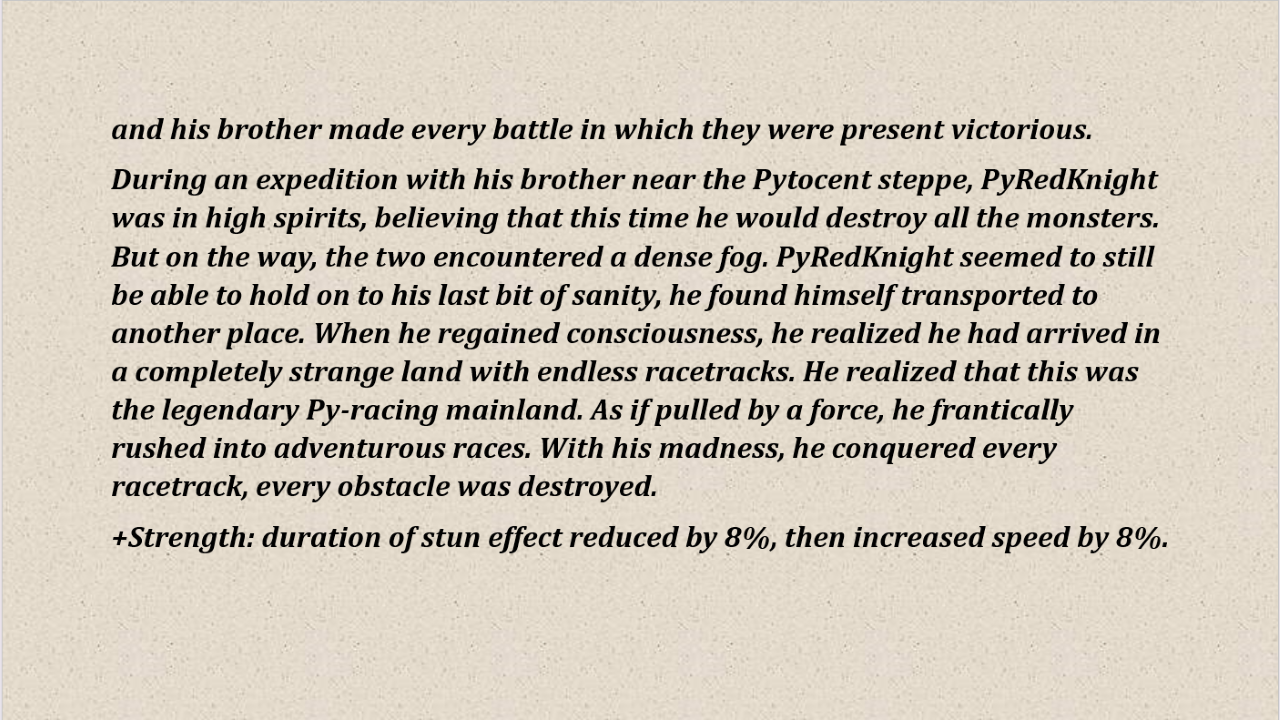 and his brother made every battle in which they were present victorious.
During an expedition with his brother near the Pytocent steppe, PyRedKnight
was in high spirits, believing that this time he would destroy all the monsters.
But on the way, the two encountered a dense fog. PyRedKnight seemed to still
be able to hold on to his last bit of sanity, he found himself transported to
another place. When he regained consciousness, he realized he had arrived in
a completely strange land with endless racetracks. He realized that this was
the legendary Py-racing mainland. As if pulled by a force, he frantically
rushed into adventurous races. With his madness, he conquered every
racetrack, every obstacle was destroyed.
+Strength: duration of stun effect reduced by 8%, then increased speed by 8%.